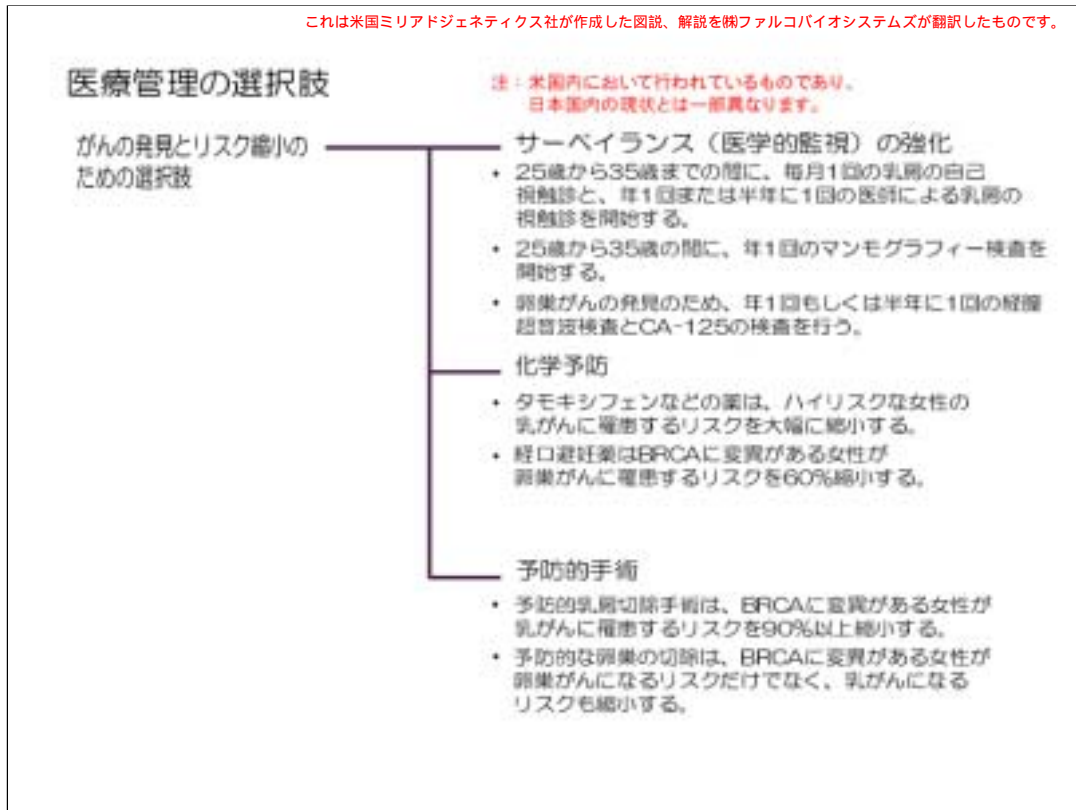 これは米国ミリアドジェネティクス社が作成した図説、解説を㈱ファルコバイオシステムズが翻訳したものです。
医療管理の選択肢
注：米国内において行われているものであり、
日本国内の現状とは一部異なります。
がんの発見とリスク縮小の
ための選択肢
サーベイランス（医学的監視）の強化
• 25歳から35歳までの間に、毎月1回の乳房の自己
視触診と、年1回または半年に1回の医師による乳房の
視触診を開始する。
• 25歳から35歳の間に、年1回のマンモグラフィー検査を
開始する。
• 卵巣がんの発見のため、年1回もしくは半年に1回の経膣
超音波検査とCA-125の検査を行う。
化学予防
• タモキシフェンなどの薬は、ハイリスクな女性の
乳がんに罹患するリスクを大幅に縮小する。
• 経口避妊薬はBRCAに変異がある女性が
卵巣がんに罹患するリスクを60%縮小する。
予防的手術
• 予防的乳房切除手術は、BRCAに変異がある女性が
乳がんに罹患するリスクを90%以上縮小する。
• 予防的な卵巣の切除は、BRCAに変異がある女性が
卵巣がんになるリスクだけでなく、乳がんになる
リスクも縮小する。